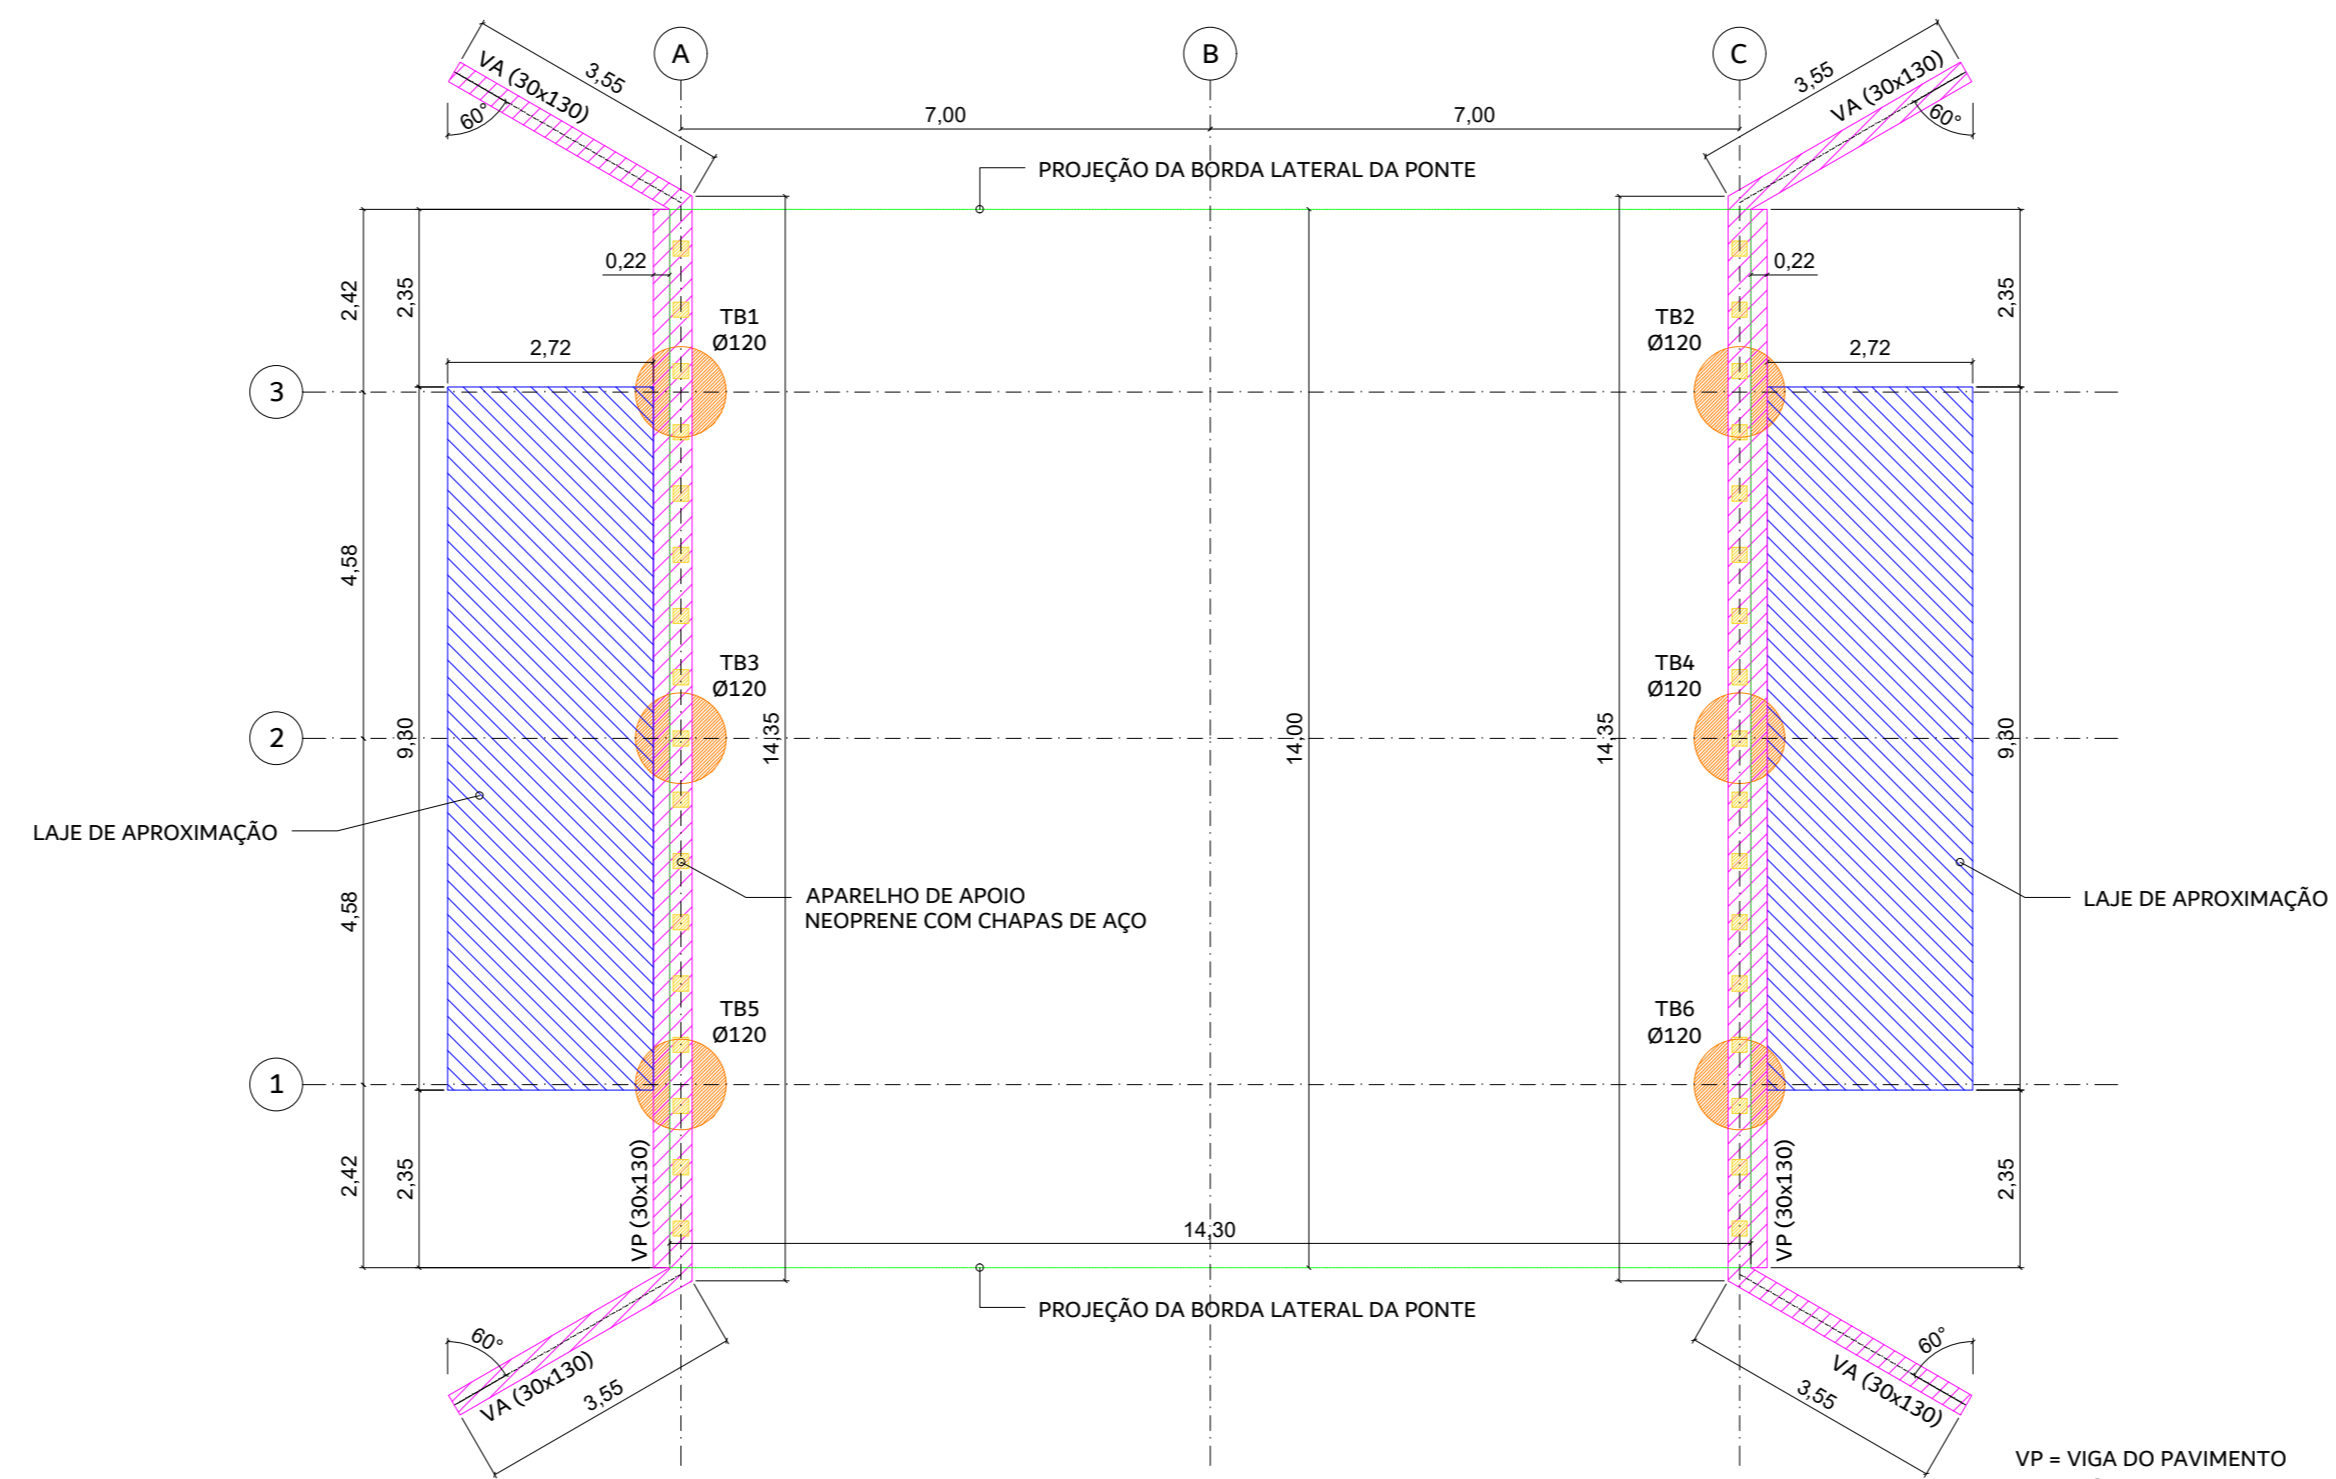 A
B
C
VA (30x130)
3,55
60°
3,55
VA (30x130)
60°
7,00
7,00
PROJEÇÃO DA BORDA LATERAL DA PONTE
0,22
0,22
2,42
2,35
2,35
TB1
Ø120
TB2
Ø120
2,72
2,72
3
4,58
TB3
Ø120
TB4
Ø120
2
9,30
14,35
14,00
14,35
9,30
LAJE DE APROXIMAÇÃO
APARELHO DE APOIO
NEOPRENE COM CHAPAS DE AÇO
LAJE DE APROXIMAÇÃO
4,58
TB5
Ø120
TB6
Ø120
1
2,42
2,35
VP (30x130)
14,30
VP (30x130)
2,35
PROJEÇÃO DA BORDA LATERAL DA PONTE
60°
VA (30x130)
3,55
60°
VA (30x130)
3,55
VP = VIGA DO PAVIMENTO